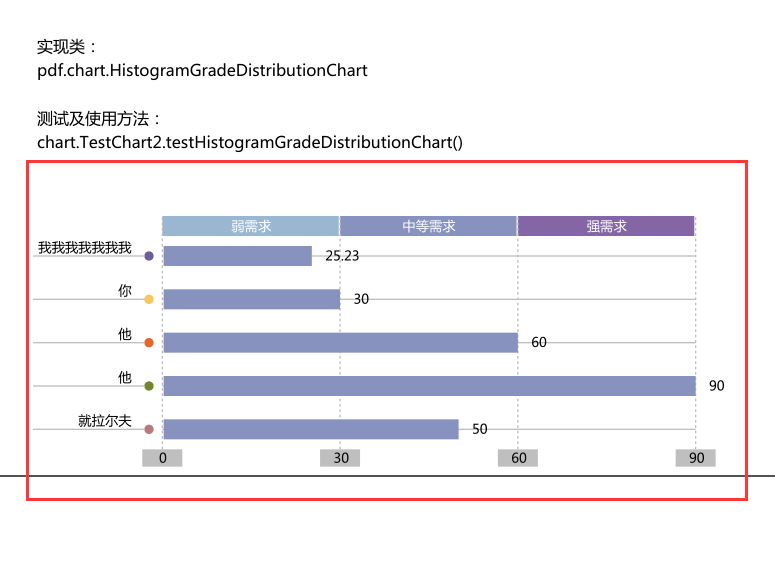 实现类：
pdf.chart.HistogramGradeDistributionChart
测试及使用方法：
chart.TestChart2.testHistogramGradeDistributionChart()
弱需求 中等需求 强需求
我我我我我我我
25.23
你
30
他
60
他
90
就拉尔夫
50
0 30 60 90